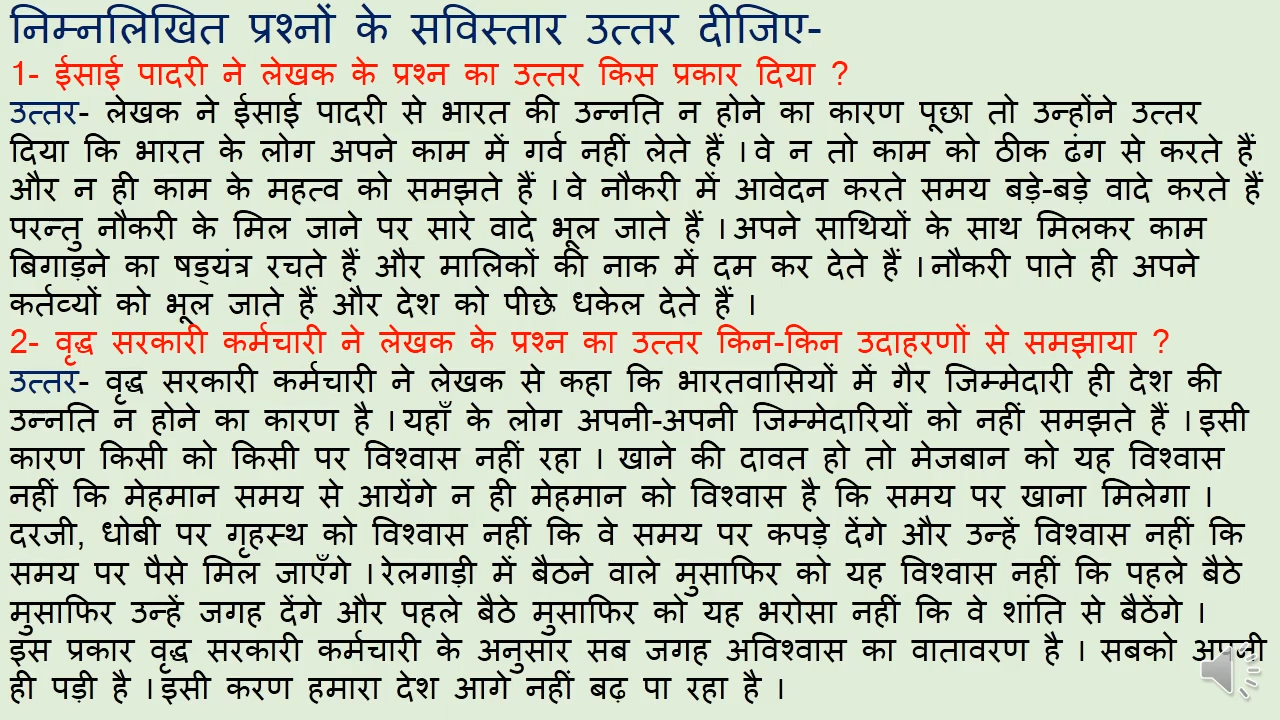 निम्नलिखित प्रश्नों के सविस्तार उत्तर दीजिए-
1- ईसाई पादरी ने लेखक के प्रश्न का उत्तर किस प्रकार दिया ?
उत्तर- लेखक ने ईसाई पादरी से भारत की उन्नति न होने का कारण पूछा तो उन्होंने उत्तर
दिया कि भारत के लोग अपने काम में गर्व नहीं लेते हैं । वे न तो काम को ठीक ढंग से करते हैं
और न ही काम के महत्व को समझते हैं । वे नौकरी में आवेदन करते समय बड़े-बड़े वादे करते हैं
परन्तु नौकरी के मिल जाने पर सारे वादे भूल जाते हैं । अपने साथियों के साथ मिलकर काम
बिगाड़ने का षड्यंत्र रचते हैं और मालिकों की नाक में दम कर देते हैं । नौकरी पाते ही अपने
कर्तव्यों को भूल जाते हैं और देश को पीछे धकेल देते हैं ।
2- वृद्ध सरकारी कर्मचारी ने लेखक के प्रश्न का उत्तर किन-किन उदाहरणों से समझाया ?
उत्तर- वृद्ध सरकारी कर्मचारी ने लेखक से कहा कि भारतवासियों में गैर जिम्मेदारी ही देश की
उन्नति न होने का कारण है । यहाँ के लोग अपनी-अपनी जिम्मेदारियों को नहीं समझते हैं । इसी
कारण किसी को किसी पर विश्वास नहीं रहा । खाने की दावत हो तो मेजबान को यह विश्वास
नहीं कि मेहमान समय से आयेंगे न ही मेहमान को विश्वास है कि समय पर खाना मिलेगा ।
दरजी, धोबी पर गृहस्थ को विश्वास नहीं कि वे समय पर कपड़े देंगे और उन्हें विश्वास नहीं कि
समय पर पैसे मिल जाएँगे । रेलगाड़ी में बैठने वाले मुसाफिर को यह विश्वास नहीं कि पहले बैठे
मुसाफिर उन्हें जगह देंगे और पहले बैठे मुसाफिर को यह भरोसा नहीं कि वे शांति से बैठेंगे ।
इस प्रकार वृद्ध सरकारी कर्मचारी के अनुसार सब जगह अविश्वास का वातावरण है । सबको अपनी
ही पड़ी है । इसी करण हमारा देश आगे नहीं बढ़ पा रहा है ।